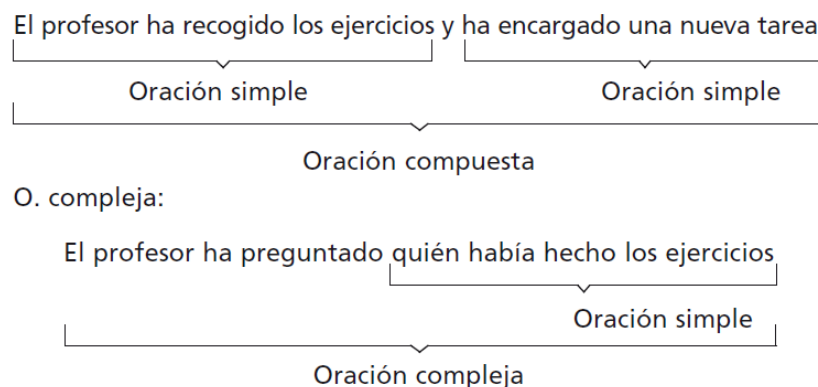 El profesor ha recogido los ejercicios y ha encargado una nueva tarea
Oración simple Oración simple
Oración compuesta
O. compleja:
El profesor ha preguntado quién había hecho los ejercicios
Oración simple
Oración compleja